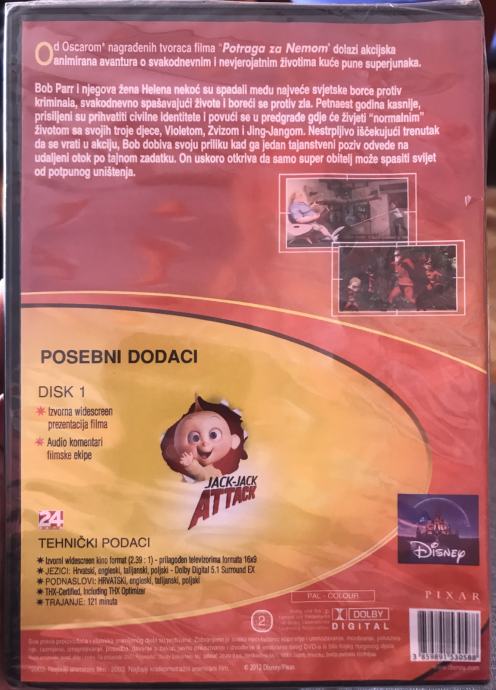 Od Oscarom® nagrađenih tvoraca filma "Potraga za Nemom" dolazi akcijska
animirana avantura o svakodnevnim i nevjerojatnim životima kuće pune superjunaka.
Bob Parr i njegova žena Helena nekoć su spadali među najveće svjetske borce protiv
kriminala, svakodnevno spašavajući živote i boreći se protiv zla. Petnaest godina kasnije,
prisiljeni su prihvatiti civilne identitete i povući se u predgrađe gdje će živjeti "normalnim"
životom sa svojih troje djece, Violetom, Zvizom i Jing-Jangom. Nestrpljivo iščekujući trenutak
da se vrati u akciju, Bob dobiva svoju priliku kad ga jedan tajanstveni poziv odvede na
udaljeni otok po tajnom zadatku. On uskoro otkriva da samo super obitelj može spasiti svijet
od potpunog uništenja.
POSEBNI DODACI
DISK 1
Izvorna widescreen
prezentacija filma
Audio komentari
filmske ekipe
JACK-JACK
ATTACK
24
TEHNIČKI PODACI
Izvorni widescreen kino format (2.39 : 1) - prilagođen televizorima formata 16x9
JEZICI: Hrvatski, engleski, talijanski, poljski - Dolby Digital 5.1 Surround EX
PODNASLOVI: HRVATSKI, engleski, talijanski, poljski
THX-Certified, Including THX Optimizer
TRAJANJE: 121 minuta
Disney
PIXAR
PAL - COLOUR
2
DOLBY
DIGITAL
© 2012 Disney/Pixar.